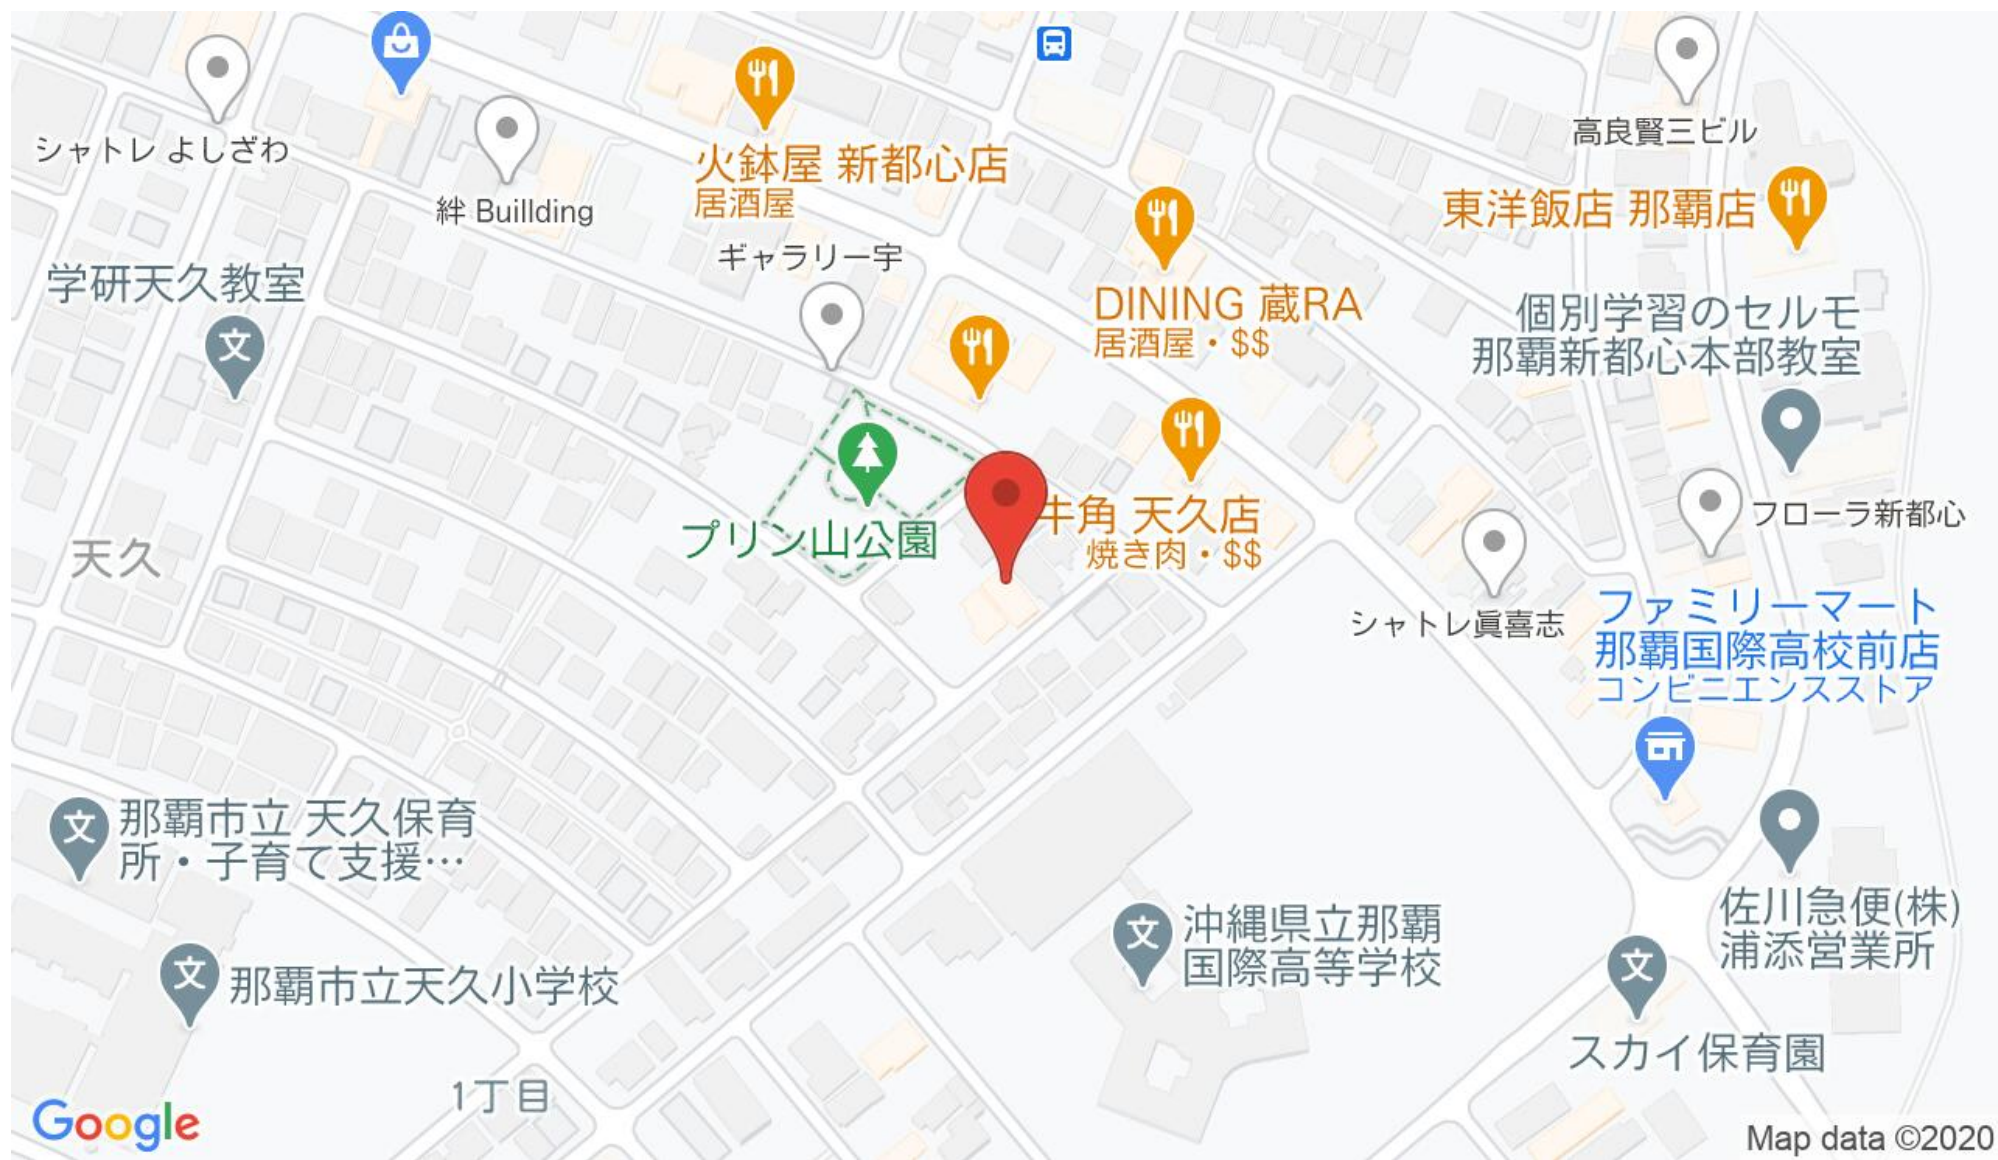 高良賢三ビル
シャトレ よしざわ
火鉢屋 新都心店
居酒屋
絆 Buillding
東洋飯店 那覇店
ギャラリー宇
学研天久教室
DINING 蔵RA
居酒屋・$$
個別学習のセルモ
那覇新都心本部教室
牛角 天久店
焼き肉・$$
フローラ新都心
プリン山公園
天久
シャトレ眞喜志
ファミリーマート
那覇国際高校前店
コンビニエンスストア
那覇市立 天久保育
所・子育て支援…
沖縄県立那覇
国際高等学校
佐川急便(株)
浦添営業所
那覇市立天久小学校
スカイ保育園
1丁目
Google
Map data ©2020
文
文
文
文
文